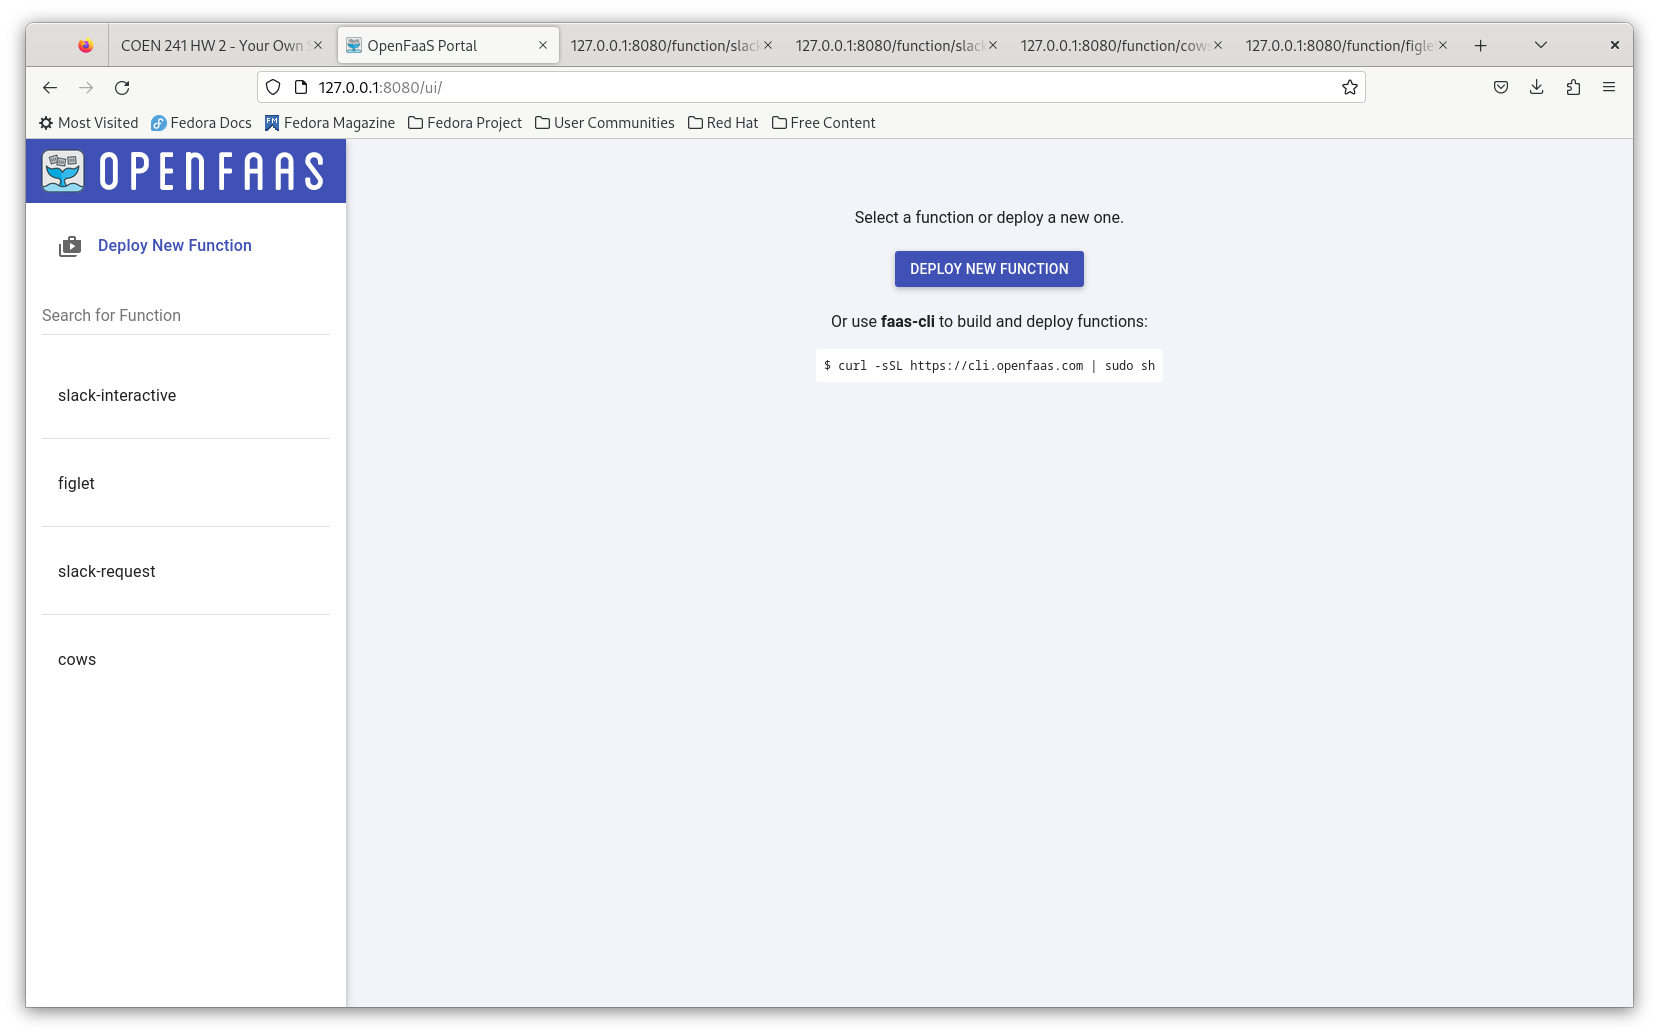 COEN 241 HW 2 - Your Own
OpenFaaS Portal
127.0.0.1:8080/function/slac
127.0.0.1:8080/function/slac
127.0.0.1:8080/function/cow
127.0.0.1:8080/function/figle
127.0.0.1:8080/ui/
Most Visited
Fedora Docs
Fedora Magazine
Fedora Project
User Communities
Red Hat
Free Content
OPENFAAS
Deploy New Function
Search for Function
slack-interactive
figlet
slack-request
cows
Select a function or deploy a new one.
DEPLOY NEW FUNCTION
Or use faas-cli to build and deploy functions:
$ curl -sSL https://cli.openfaas.com | sudo sh